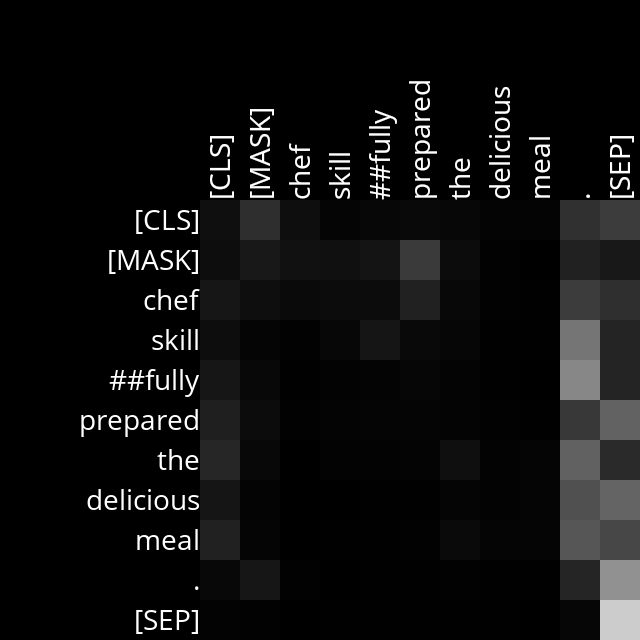 [CLS] [MASK] chef skill ##fully prepared the delicious meal . [SEP]
[CLS]
[MASK]
chef
skill
##fully
prepared
the
delicious
meal
.
[SEP]